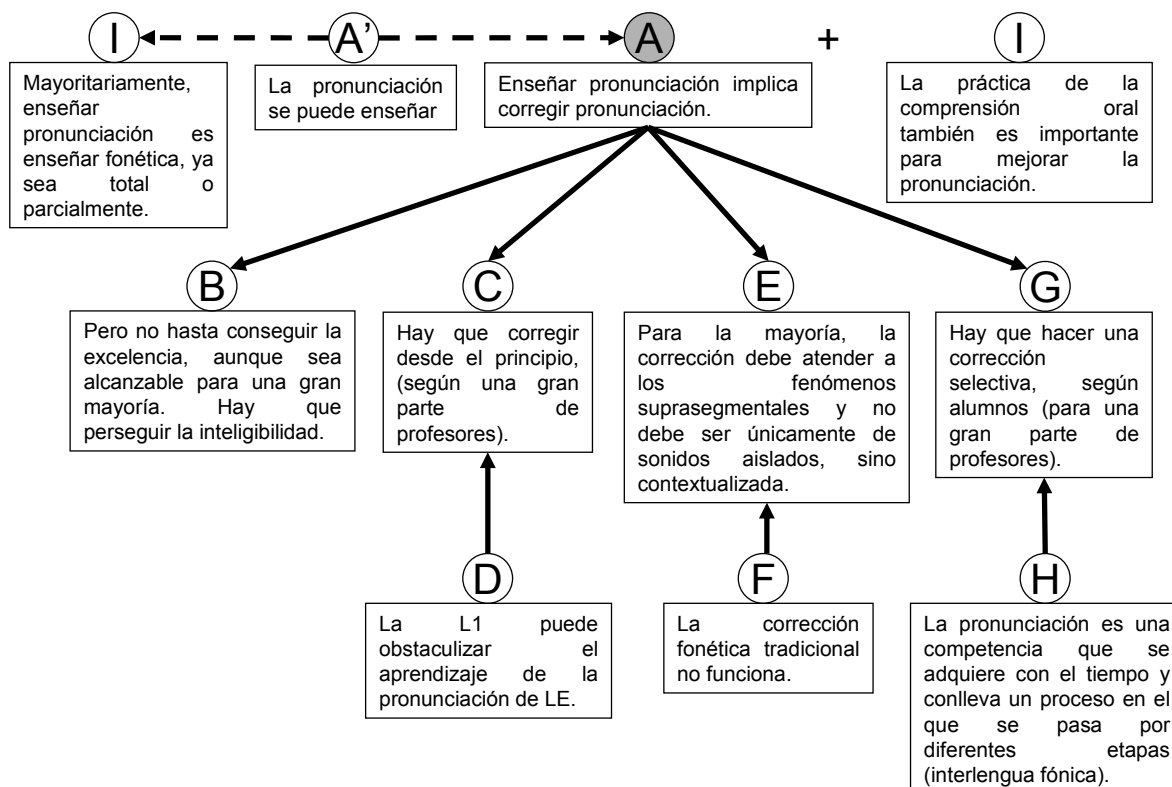 I
A'
A
+
I
Mayoritariamente,
enseñar
pronunciación es
enseñar fonética, ya
sea total o
parcialmente.
La pronunciación
se puede enseñar
Enseñar pronunciación implica
corregir pronunciación.
La práctica de la
comprensión oral
también es importante
para mejorar la
pronunciación.
B
Pero no hasta conseguir la
excelencia, aunque sea
alcanzable para una gran
mayoría. Hay que
perseguir la inteligibilidad.
C
Hay que corregir
desde el principio,
(según una gran
parte de
profesores).
E
Para la mayoría, la
corrección debe atender a
los fenómenos
suprasegmentales y no
debe ser únicamente de
sonidos aislados, sino
contextualizada.
G
Hay que hacer una
corrección
selectiva, según
alumnos (para una
gran parte de
profesores).
D
La L1 puede
obstaculizar el
aprendizaje de la
pronunciación de LE.
F
La corrección
fonética tradicional
no funciona.
H
La pronunciación es una
competencia que se
adquiere con el tiempo y
conlleva un proceso en el
que se pasa por
diferentes etapas
(interlengua fónica).